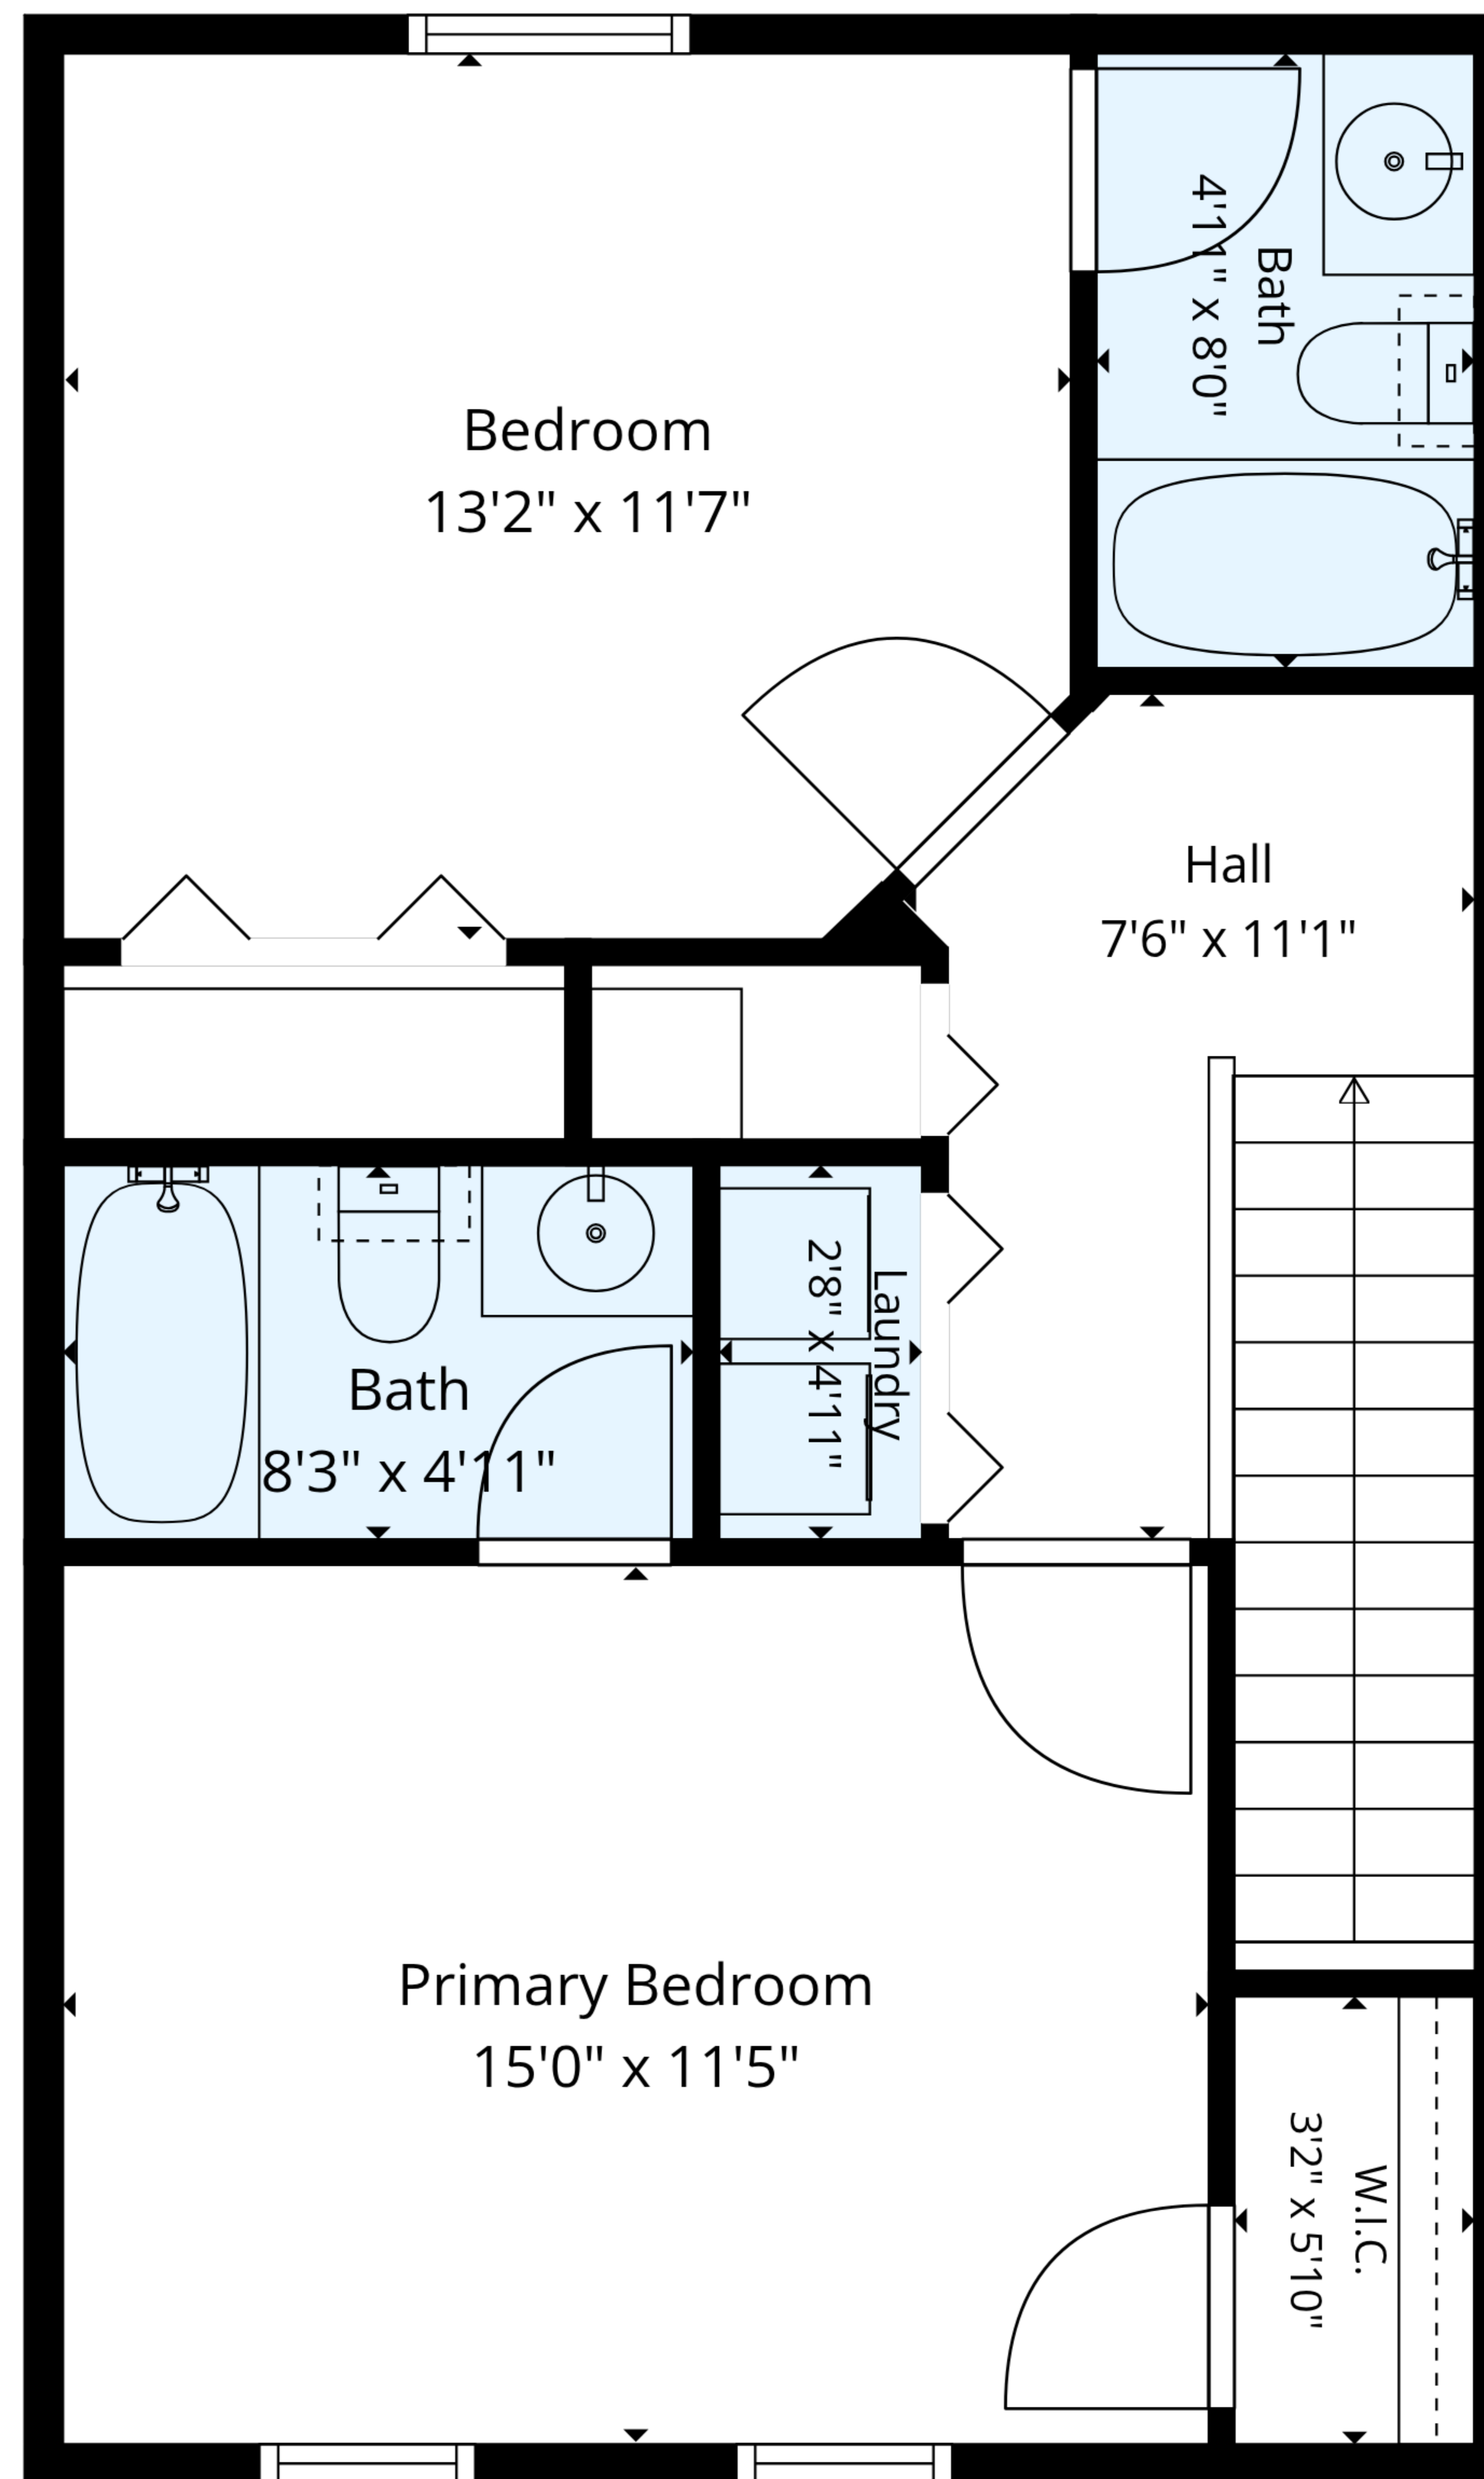 Bedroom
13'2" x 11'7"
Bath
4'11" x 8'0"
Hall
7'6" x 11'1"
Bath
8'3" x 4'11"
Laundry
2'8" x 4'11"
Primary Bedroom
15'0" x 11'5"
W.I.C.
3'2" x 5'10"